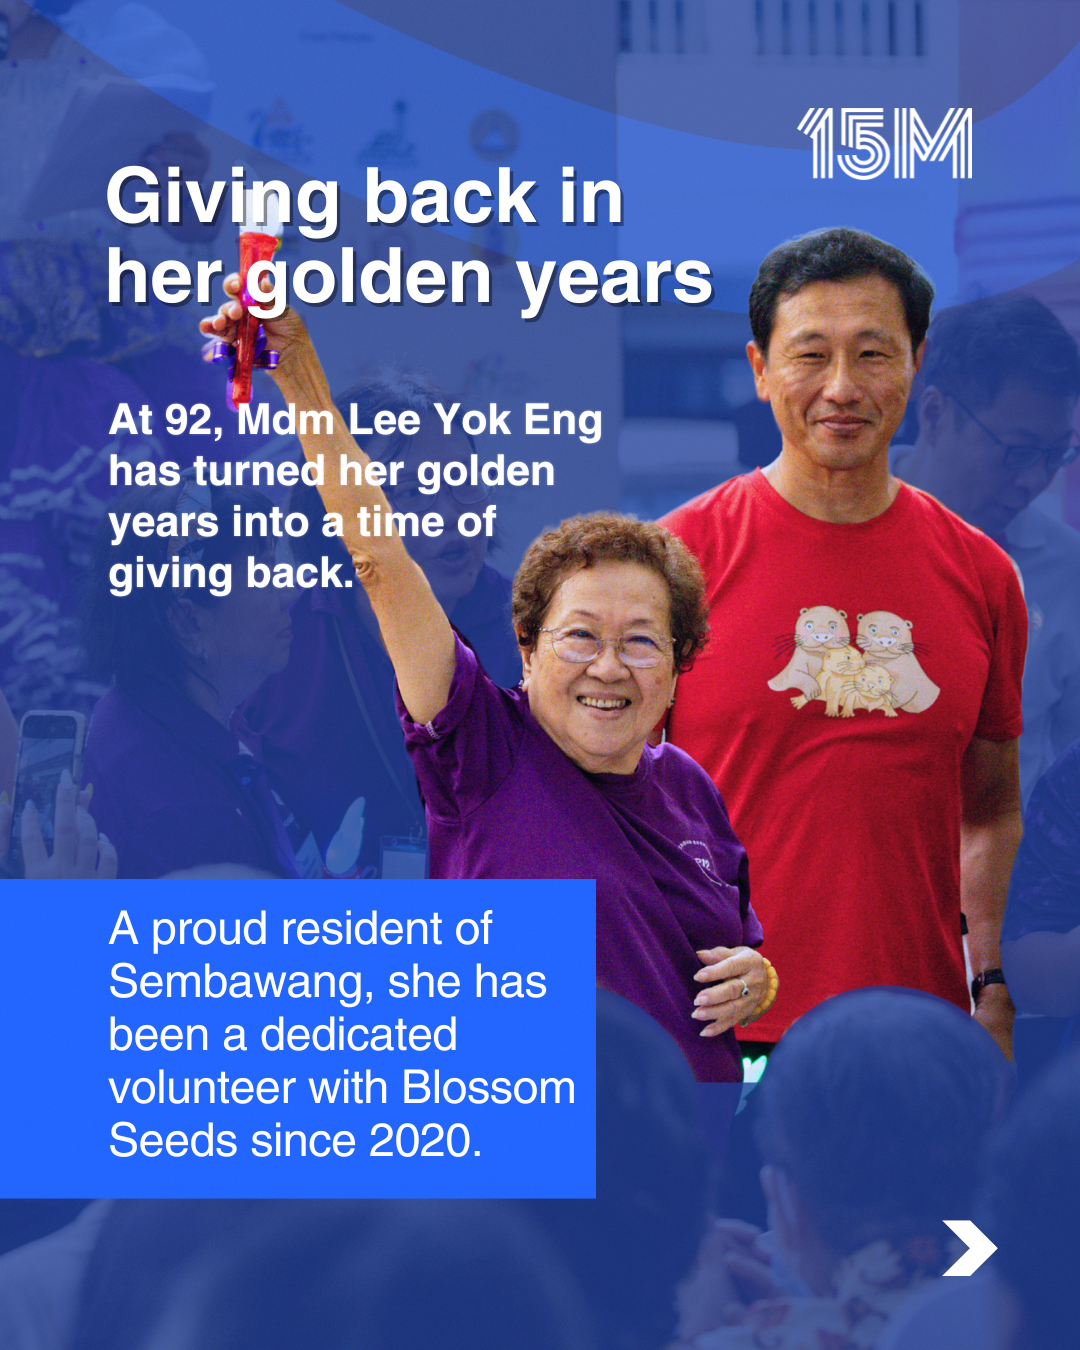 15M
Giving back in
her golden years
At 92, Mdm Lee Yok Eng
has turned her golden
years into a time of
giving back.
A proud resident of
Sembawang, she has
been a dedicated
volunteer with Blossom
Seeds since 2020.